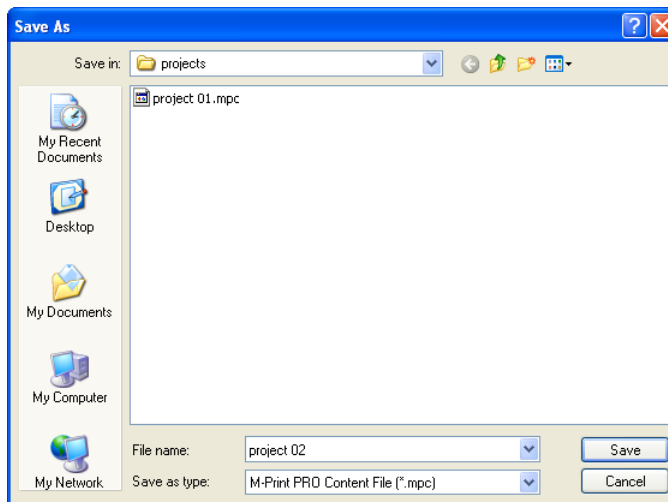 Save As
Save in: projects
project 01.mpc
My Recent
Documents
Desktop
My Documents
My Computer
My Network
File name: project 02 Save
Save as type: M-Print PRO Content File (*.mpc) Cancel